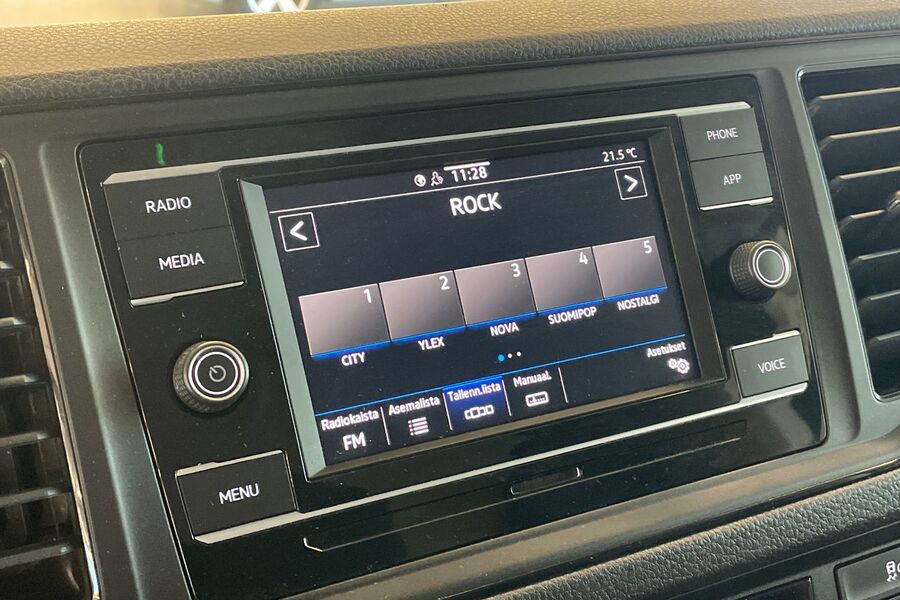 RADIO
MEDIA
MENU
11:28
21.5 °C
<
ROCK
>
1
2
3
4
5
CITY
YLEX
NOVA
SUOMIPOP
NOSTALGI
Radiokaista
FM
Asemalista
Tallenn.lista
Manuaal.
Asetukset
PHONE
APP
VOICE